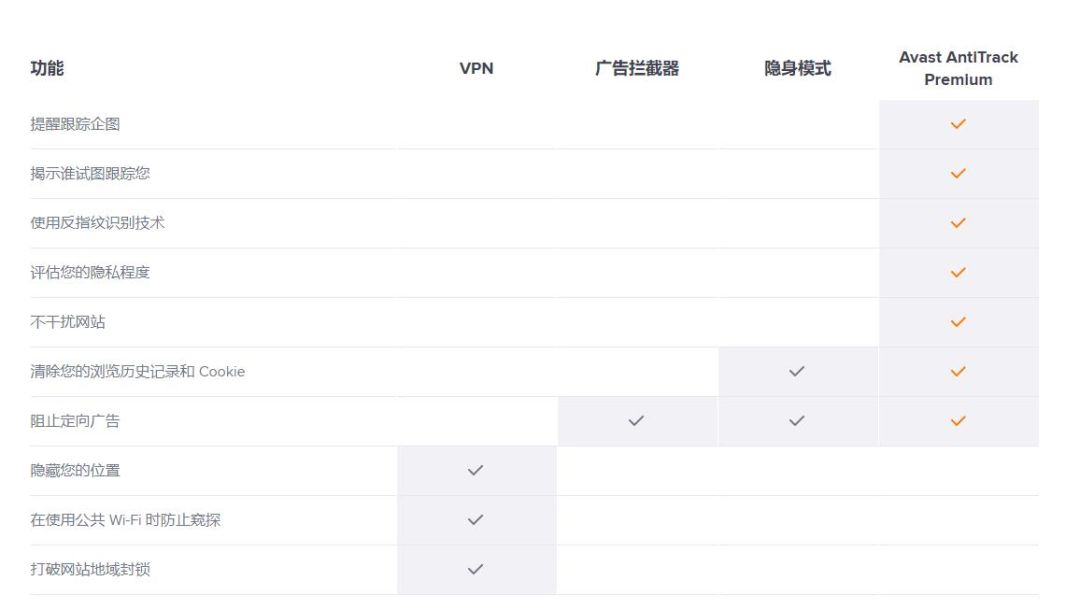 功能 VPN 广告拦截器 隐身模式 Avast AntiTrack Premium
提醒跟踪企图 ✓
揭示谁试图跟踪您 ✓
使用反指纹识别技术 ✓
评估您的隐私程度 ✓
不干扰网站 ✓
清除您的浏览历史记录和 Cookie ✓ ✓
阻止定向广告 ✓ ✓ ✓
隐藏您的位置 ✓
在使用公共 Wi-Fi 时防止窥探 ✓
打破网站地域封锁 ✓